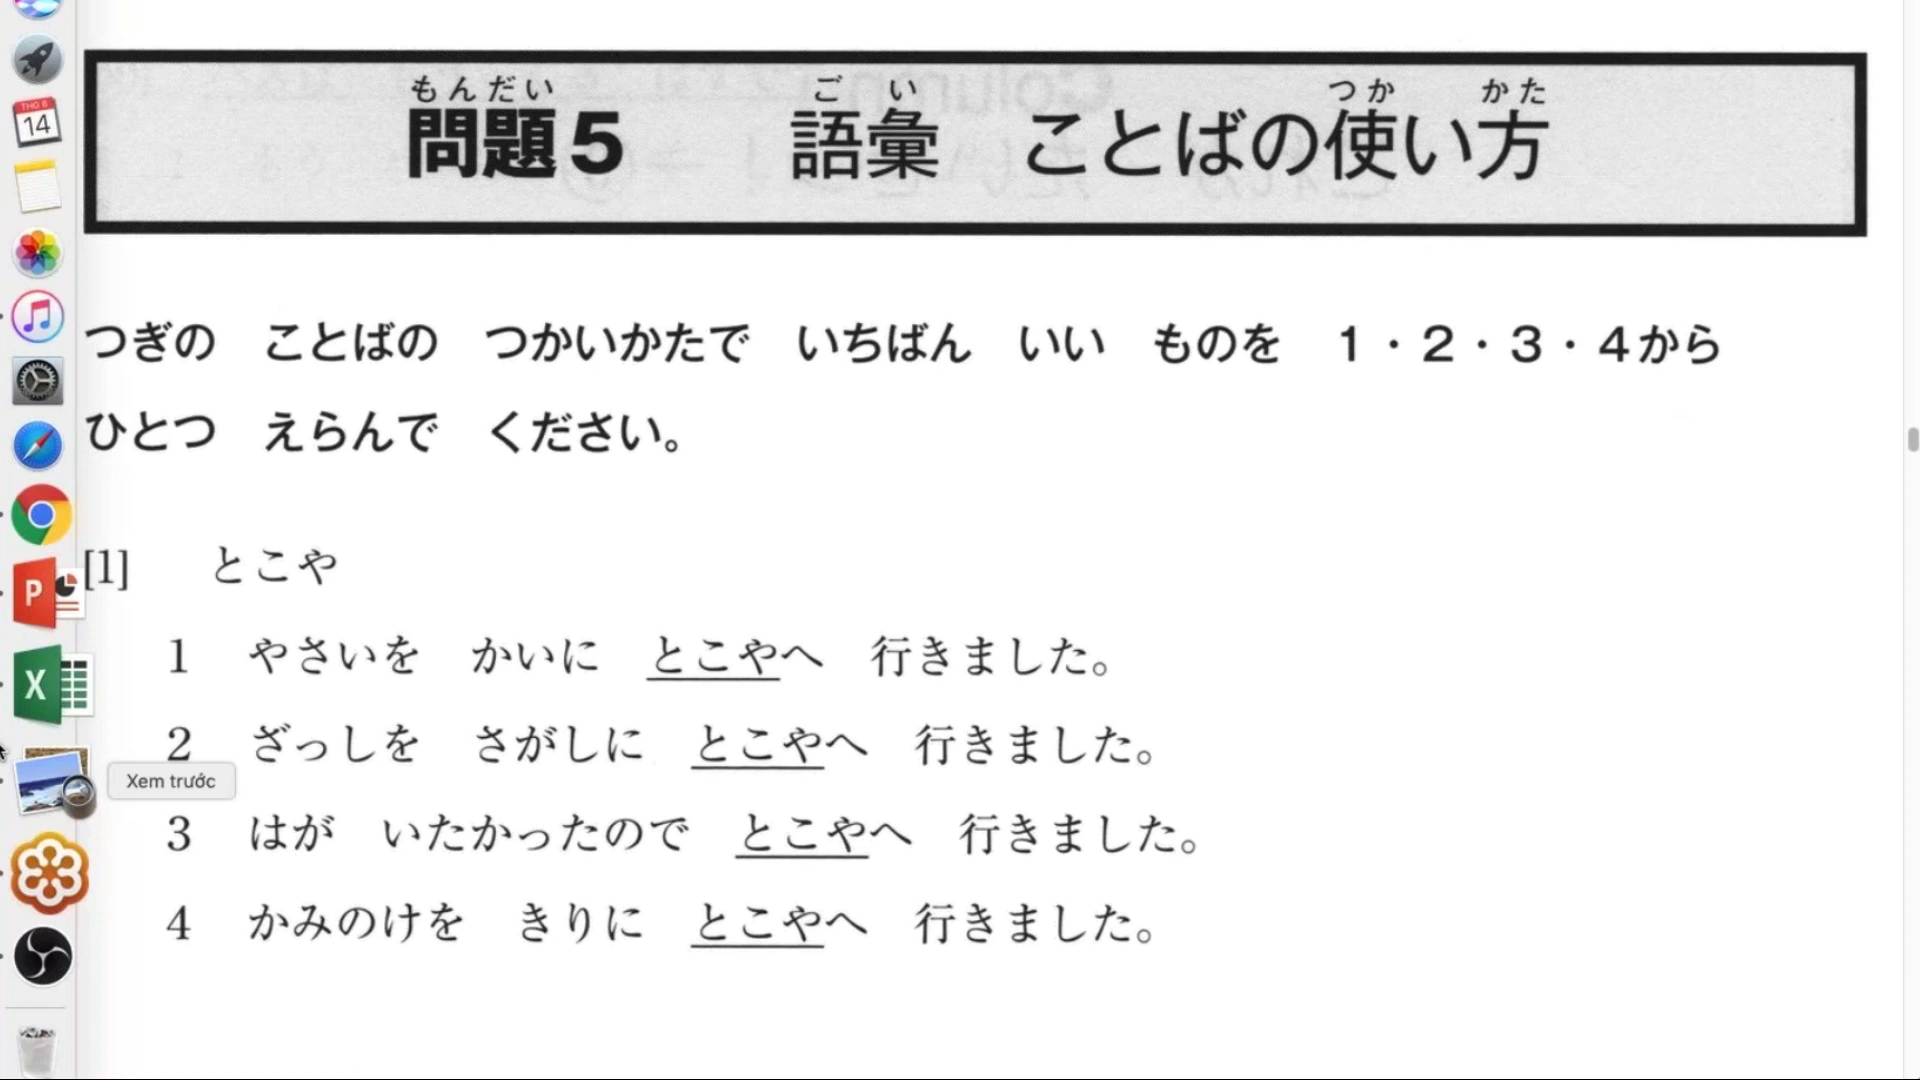 もんだい ご い つか かた
問題5 語彙 ことばの使い方
つぎの ことばの つかいかたで いちばん いい ものを 1・2・3・4から
ひとつ えらんで ください。
[1] とこや
1 やさいを かいに とこやへ 行きました。
2 ざっしを さがしに とこやへ 行きました。
3 はが いたかったので とこやへ 行きました。
4 かみのけを きりに とこやへ 行きました。
THG 6
14
P
X
Xem trước